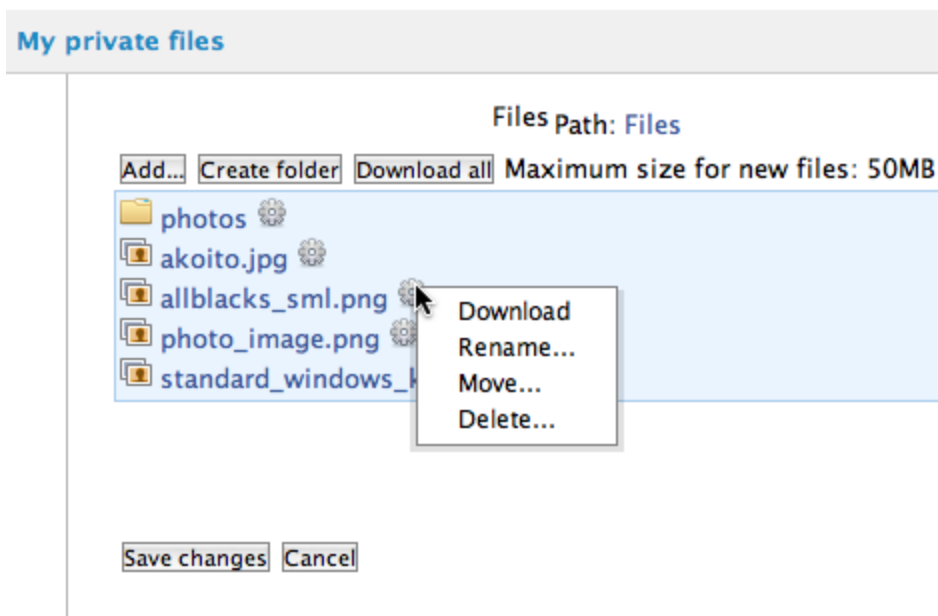 My private files
Files Path: Files
Add... Create folder Download all Maximum size for new files: 50MB
photos
akoito.jpg
allblacks_sml.png
Download
photo_image.png
Rename...
standard_windows_
Move...
Delete...
Save changes Cancel